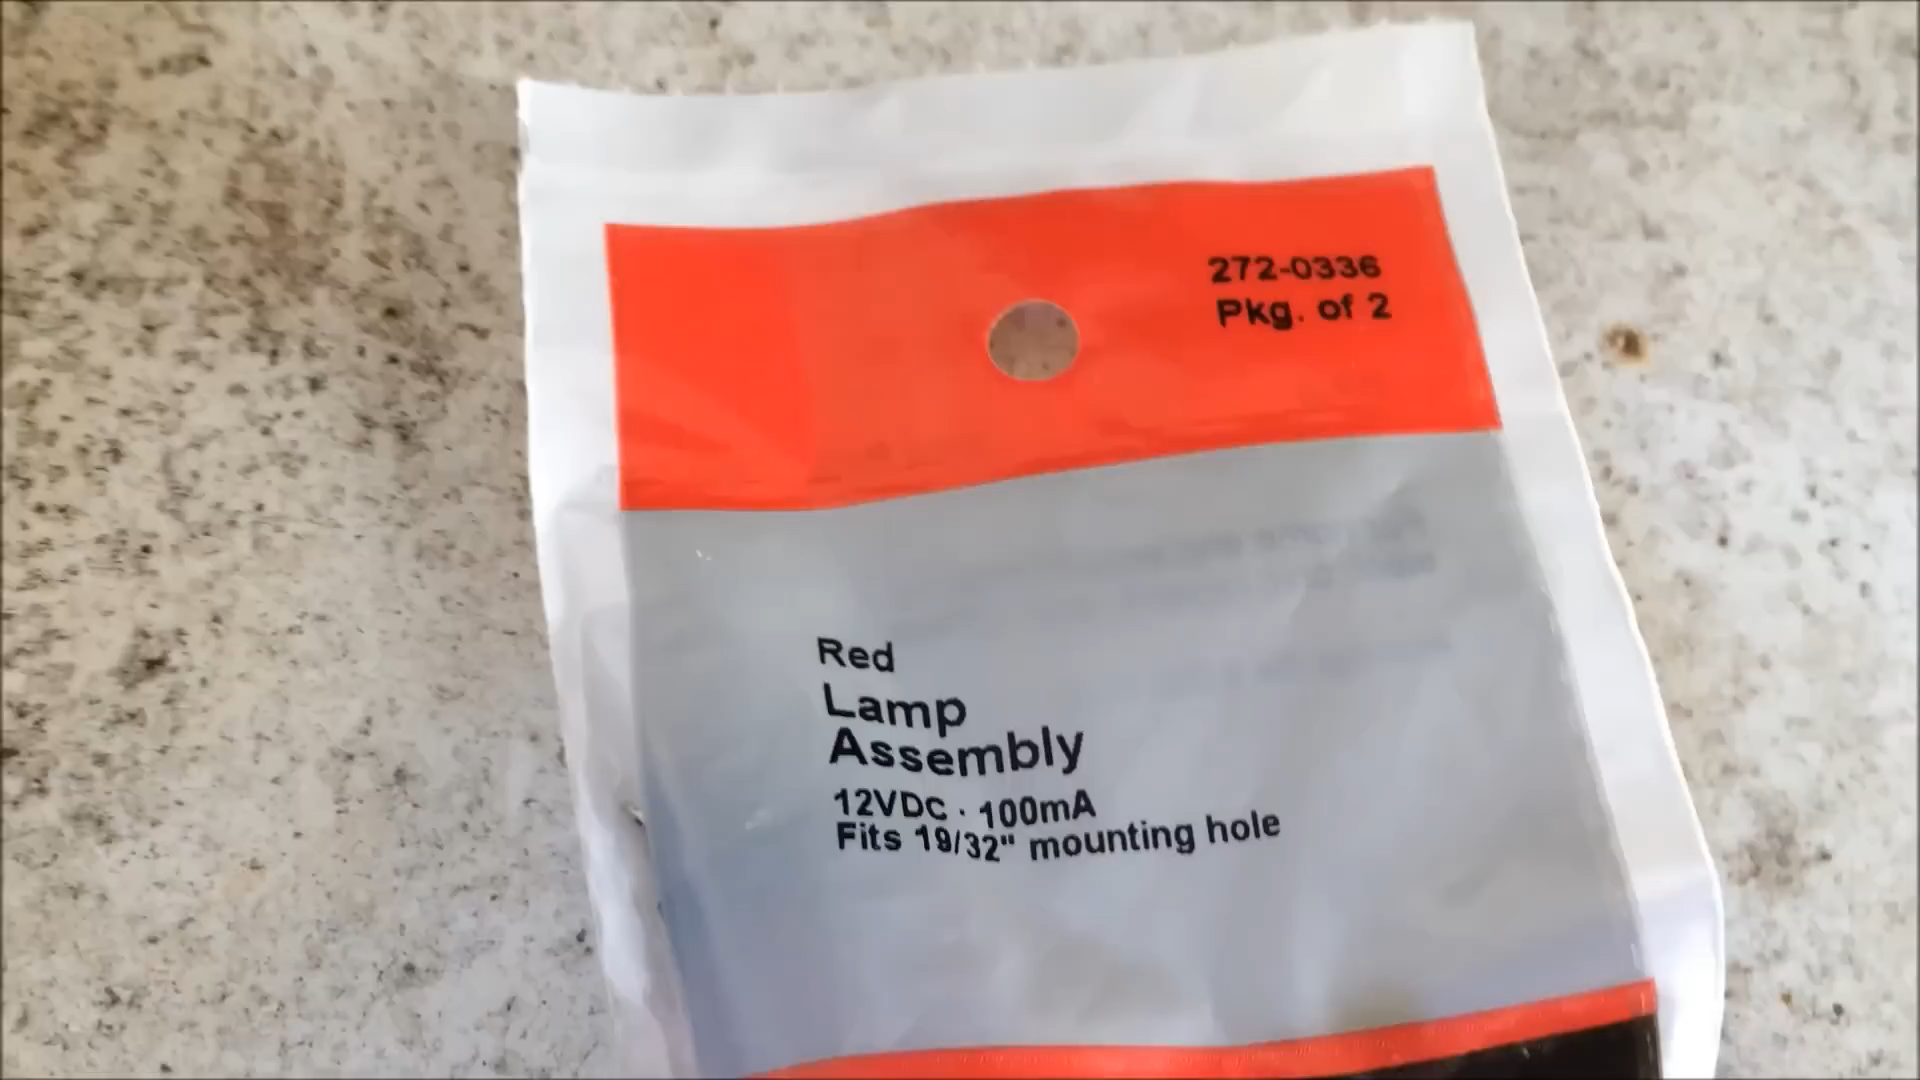 272-0336
Pkg. of 2
Red
Lamp
Assembly
12VDC · 100mA
Fits 19/32" mounting hole